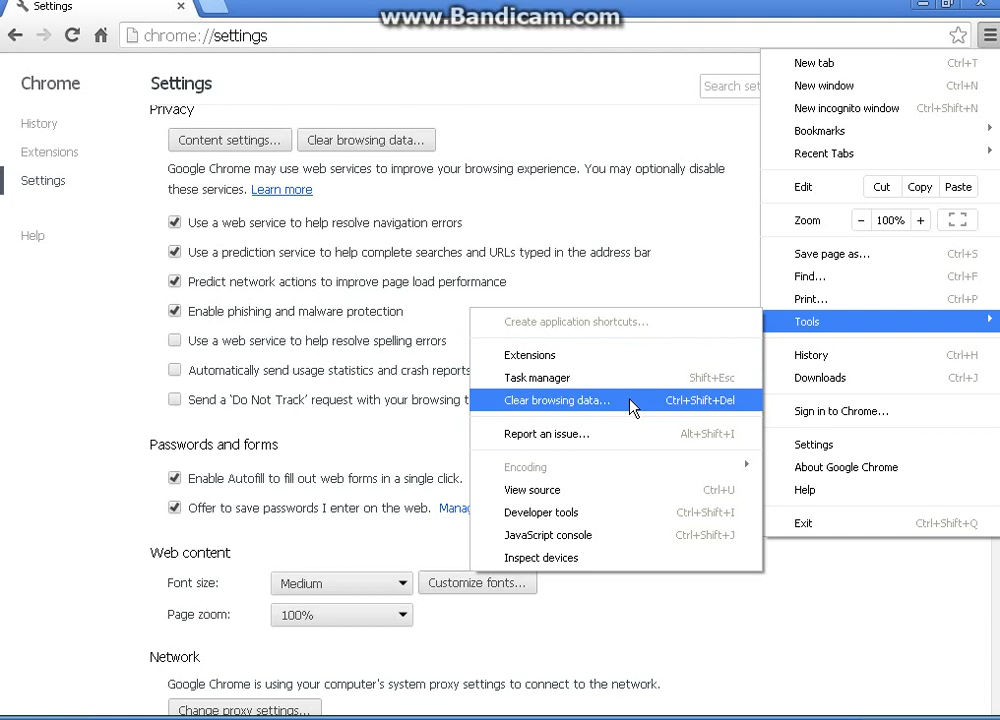 Settings
www.Bandicam.com
chrome://settings
Chrome
History
Extensions
Settings
Help
Settings
Search set
Privacy
Content settings...
Clear browsing data...
Google Chrome may use web services to improve your browsing experience. You may optionally disable
these services. Learn more
Use a web service to help resolve navigation errors
Use a prediction service to help complete searches and URLs typed in the address bar
Predict network actions to improve page load performance
Enable phishing and malware protection
Use a web service to help resolve spelling errors
Automatically send usage statistics and crash reports
Send a 'Do Not Track' request with your browsing t
Passwords and forms
Enable Autofill to fill out web forms in a single click.
Offer to save passwords I enter on the web. Manag
Web content
Font size: Medium Customize fonts...
Page zoom: 100%
Network
Google Chrome is using your computer's system proxy settings to connect to the network.
Change proxy settings...
Create application shortcuts...
Extensions
Task manager Shift+Esc
Clear browsing data... Ctrl+Shift+Del
Report an issue... Alt+Shift+I
Encoding
View source Ctrl+U
Developer tools Ctrl+Shift+I
JavaScript console Ctrl+Shift+J
Inspect devices
New tab Ctrl+T
New window Ctrl+N
New incognito window Ctrl+Shift+N
Bookmarks
Recent Tabs
Edit Cut Copy Paste
Zoom − 100% +
Save page as... Ctrl+S
Find... Ctrl+F
Print... Ctrl+P
Tools
History Ctrl+H
Downloads Ctrl+J
Sign in to Chrome...
Settings
About Google Chrome
Help
Exit Ctrl+Shift+Q